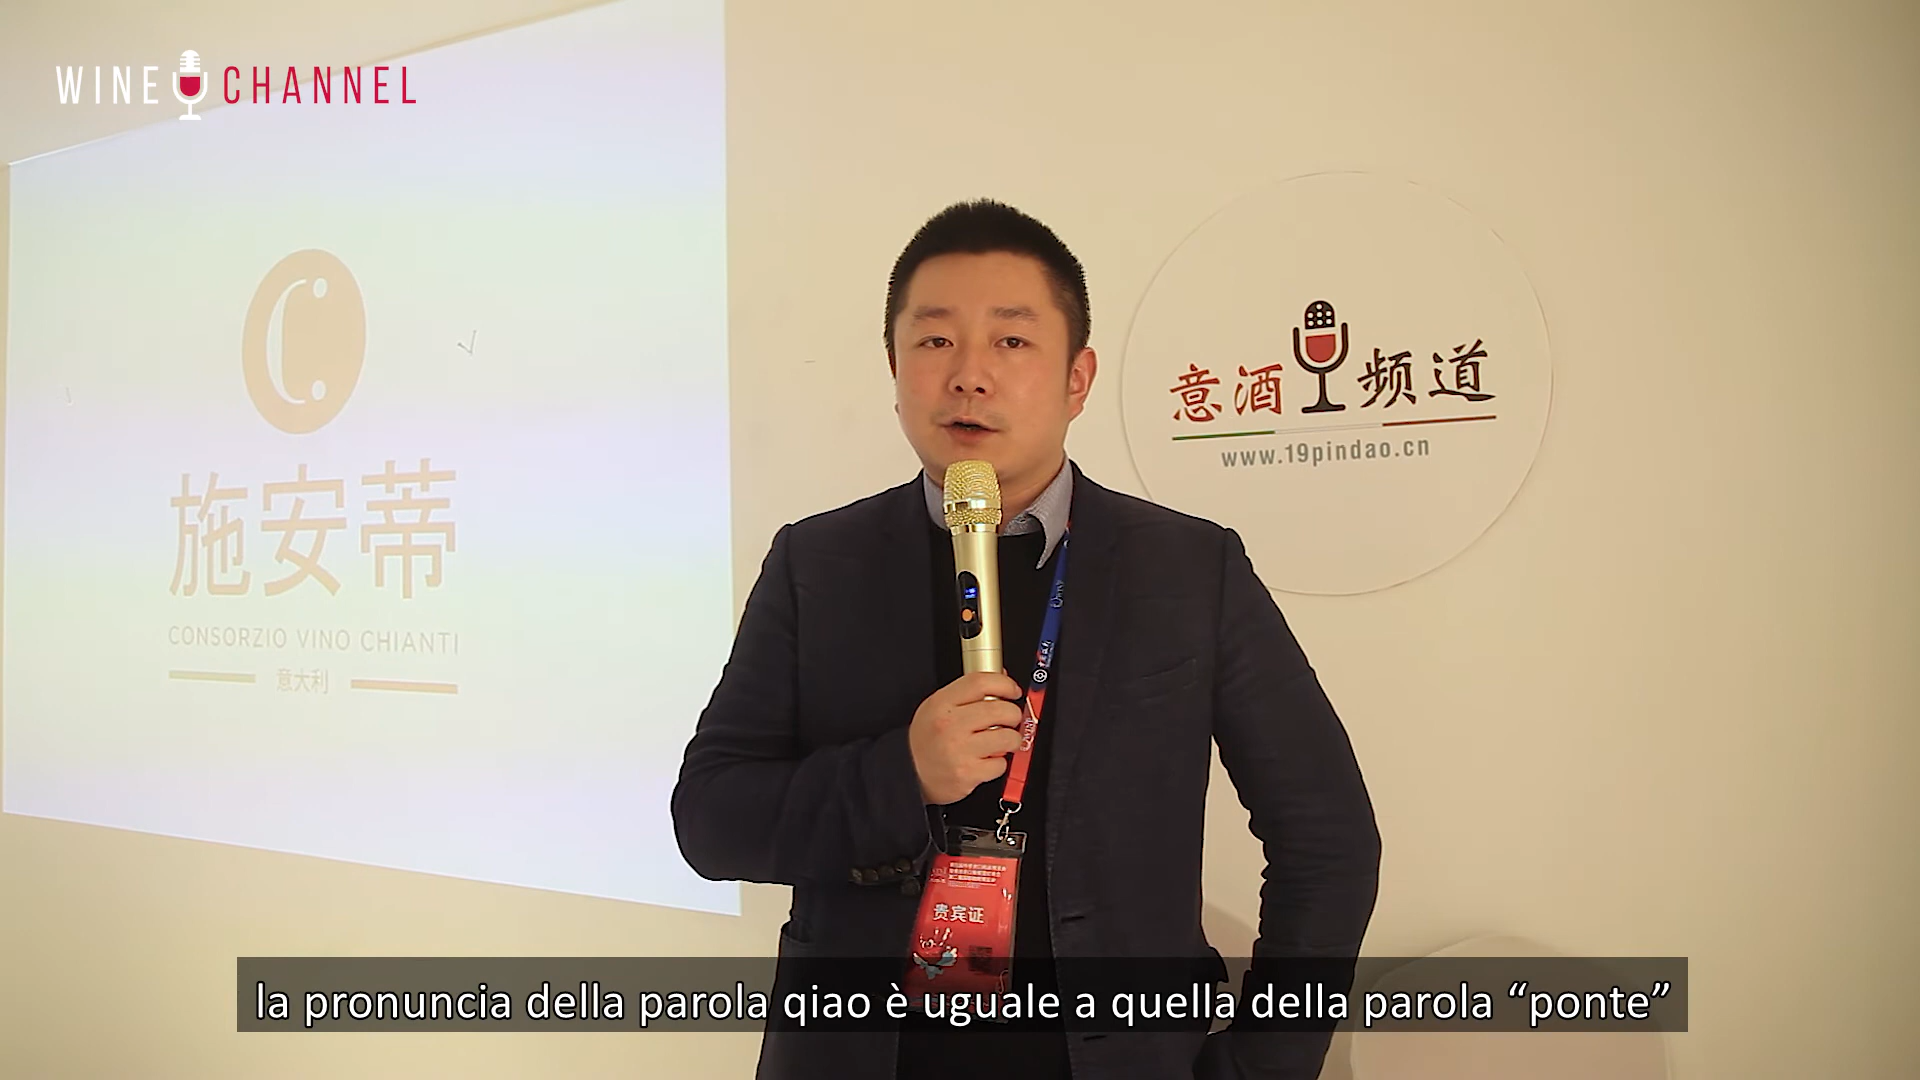 WINE CHANNEL
施安蒂
CONSORZIO VINO CHIANTI
意大利
意酒频道
www.19pindao.cn
贵宾证
la pronuncia della parola qiao è uguale a quella della parola “ponte”